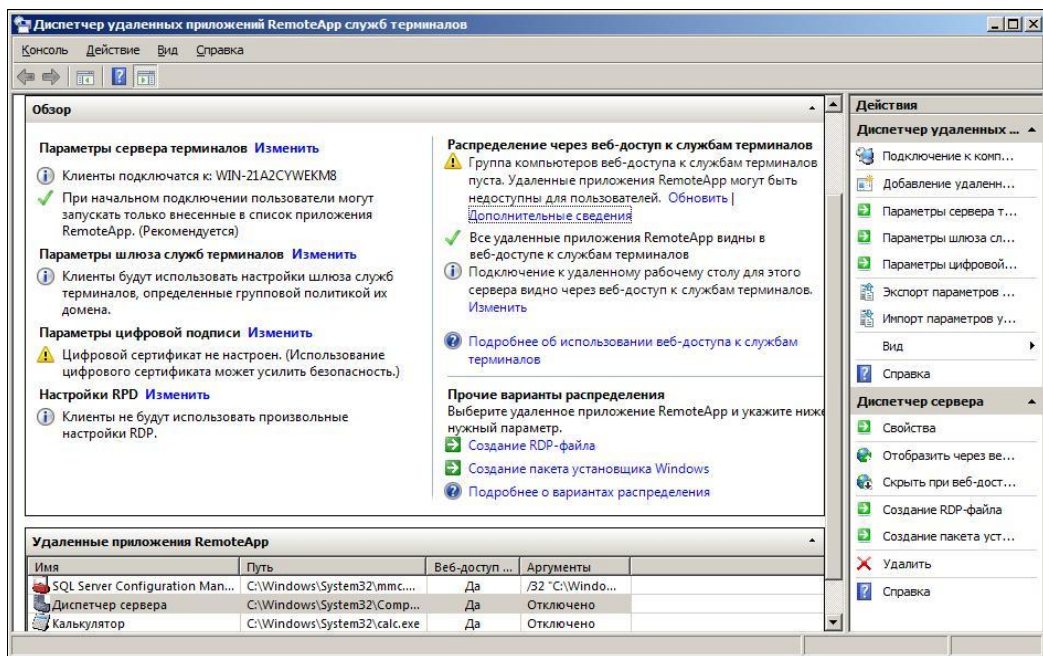 Диспетчер удаленных приложений RemoteApp служб терминалов
Консоль Действие Вид Справка
Обзор
Параметры сервера терминалов Изменить
Клиенты подключатся к: WIN-21A2CYWEKM8
При начальном подключении пользователи могут
запускать только внесенные в список приложения
RemoteApp. (Рекомендуется)
Параметры шлюза служб терминалов Изменить
Клиенты будут использовать настройки шлюза служб
терминалов, определенные групповой политикой их
домена.
Параметры цифровой подписи Изменить
Цифровой сертификат не настроен. (Использование
цифрового сертификата может усилить безопасность.)
Настройки RPD Изменить
Клиенты не будут использовать произвольные
настройки RDP.
Распределение через веб-доступ к службам терминалов
Группа компьютеров веб-доступа к службам терминалов
пуста. Удаленные приложения RemoteApp могут быть
недоступны для пользователей. Обновить |
Дополнительные сведения
Все удаленные приложения RemoteApp видны в
веб-доступе к службам терминалов
Подключение к удаленному рабочему столу для этого
сервера видно через веб-доступ к службам терминалов.
Изменить
Подробнее об использовании веб-доступа к службам
терминалов
Прочие варианты распределения
Выберите удаленное приложение RemoteApp и укажите ниже
нужный параметр.
Создание RDP-файла
Создание пакета установщика Windows
Подробнее о вариантах распределения
Удаленные приложения RemoteApp
Имя Путь Веб-доступ ... Аргументы
SQL Server Configuration Man... C:\Windows\System32\mmc.... Да /32 "C:\Windo...
Диспетчер сервера C:\Windows\System32\Comp... Да Отключено
Калькулятор C:\Windows\System32\calc.exe Да Отключено
Действия
Диспетчер удаленных ...
Подключение к комп...
Добавление удаленн...
Параметры сервера т...
Параметры шлюза сл...
Параметры цифровой...
Экспорт параметров ...
Импорт параметров у...
Вид
Справка
Диспетчер сервера
Свойства
Отобразить через ве...
Скрыть при веб-дост...
Создание RDP-файла
Создание пакета уст...
Удалить
Справка